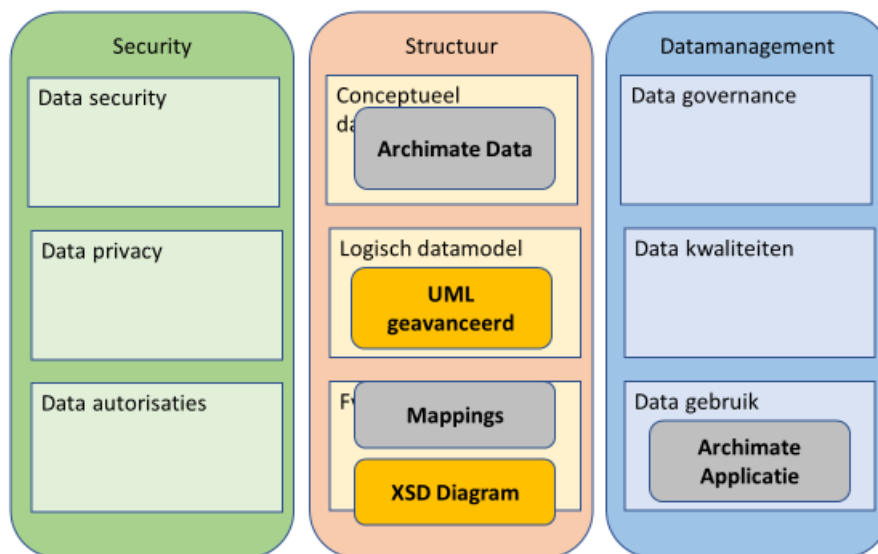 Security
Data security
Data privacy
Data autorisaties
Structuur
Conceptueel
Archimate Data
Logisch datamodel
UML
geavanceerd
Mappings
XSD Diagram
Datamanagement
Data governance
Data kwaliteiten
Data gebruik
Archimate
Applicatie